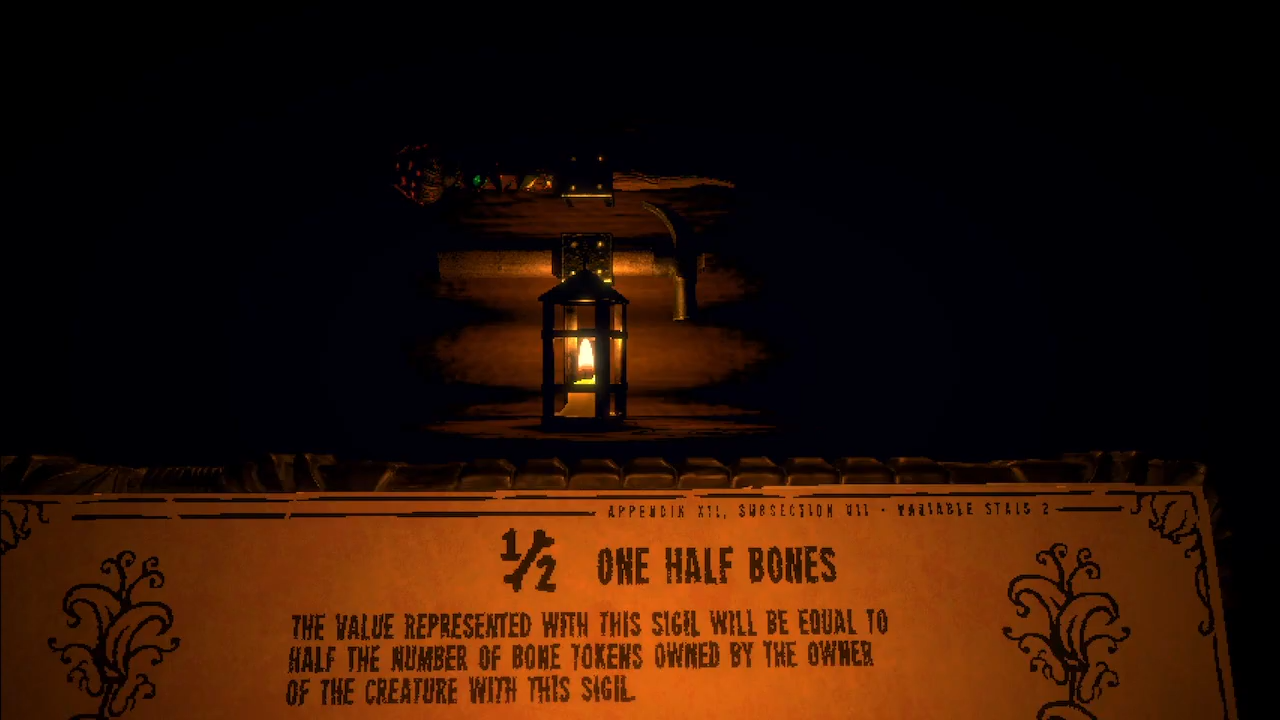 APPENDIX XII, SUBSECTION VII - VARIABLE STATS 2
1/2 ONE HALF BONES
THE VALUE REPRESENTED WITH THIS SIGIL WILL BE EQUAL TO
HALF THE NUMBER OF BONE TOKENS OWNED BY THE OWNER
OF THE CREATURE WITH THIS SIGIL.